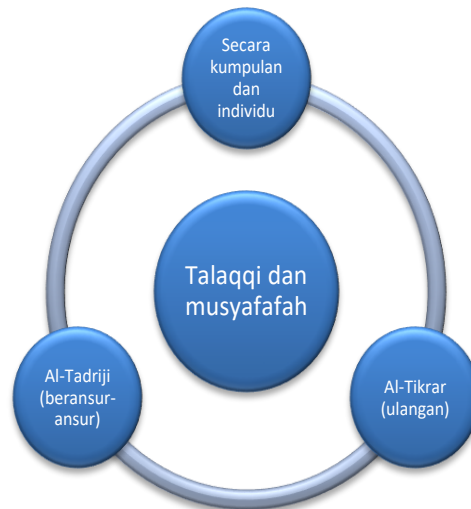 Secara
kumpulan
dan
individu
Talaqqi dan
musyafafah
Al-Tadriji
(beransur-
ansur)
Al-Tikrar
(ulangan)